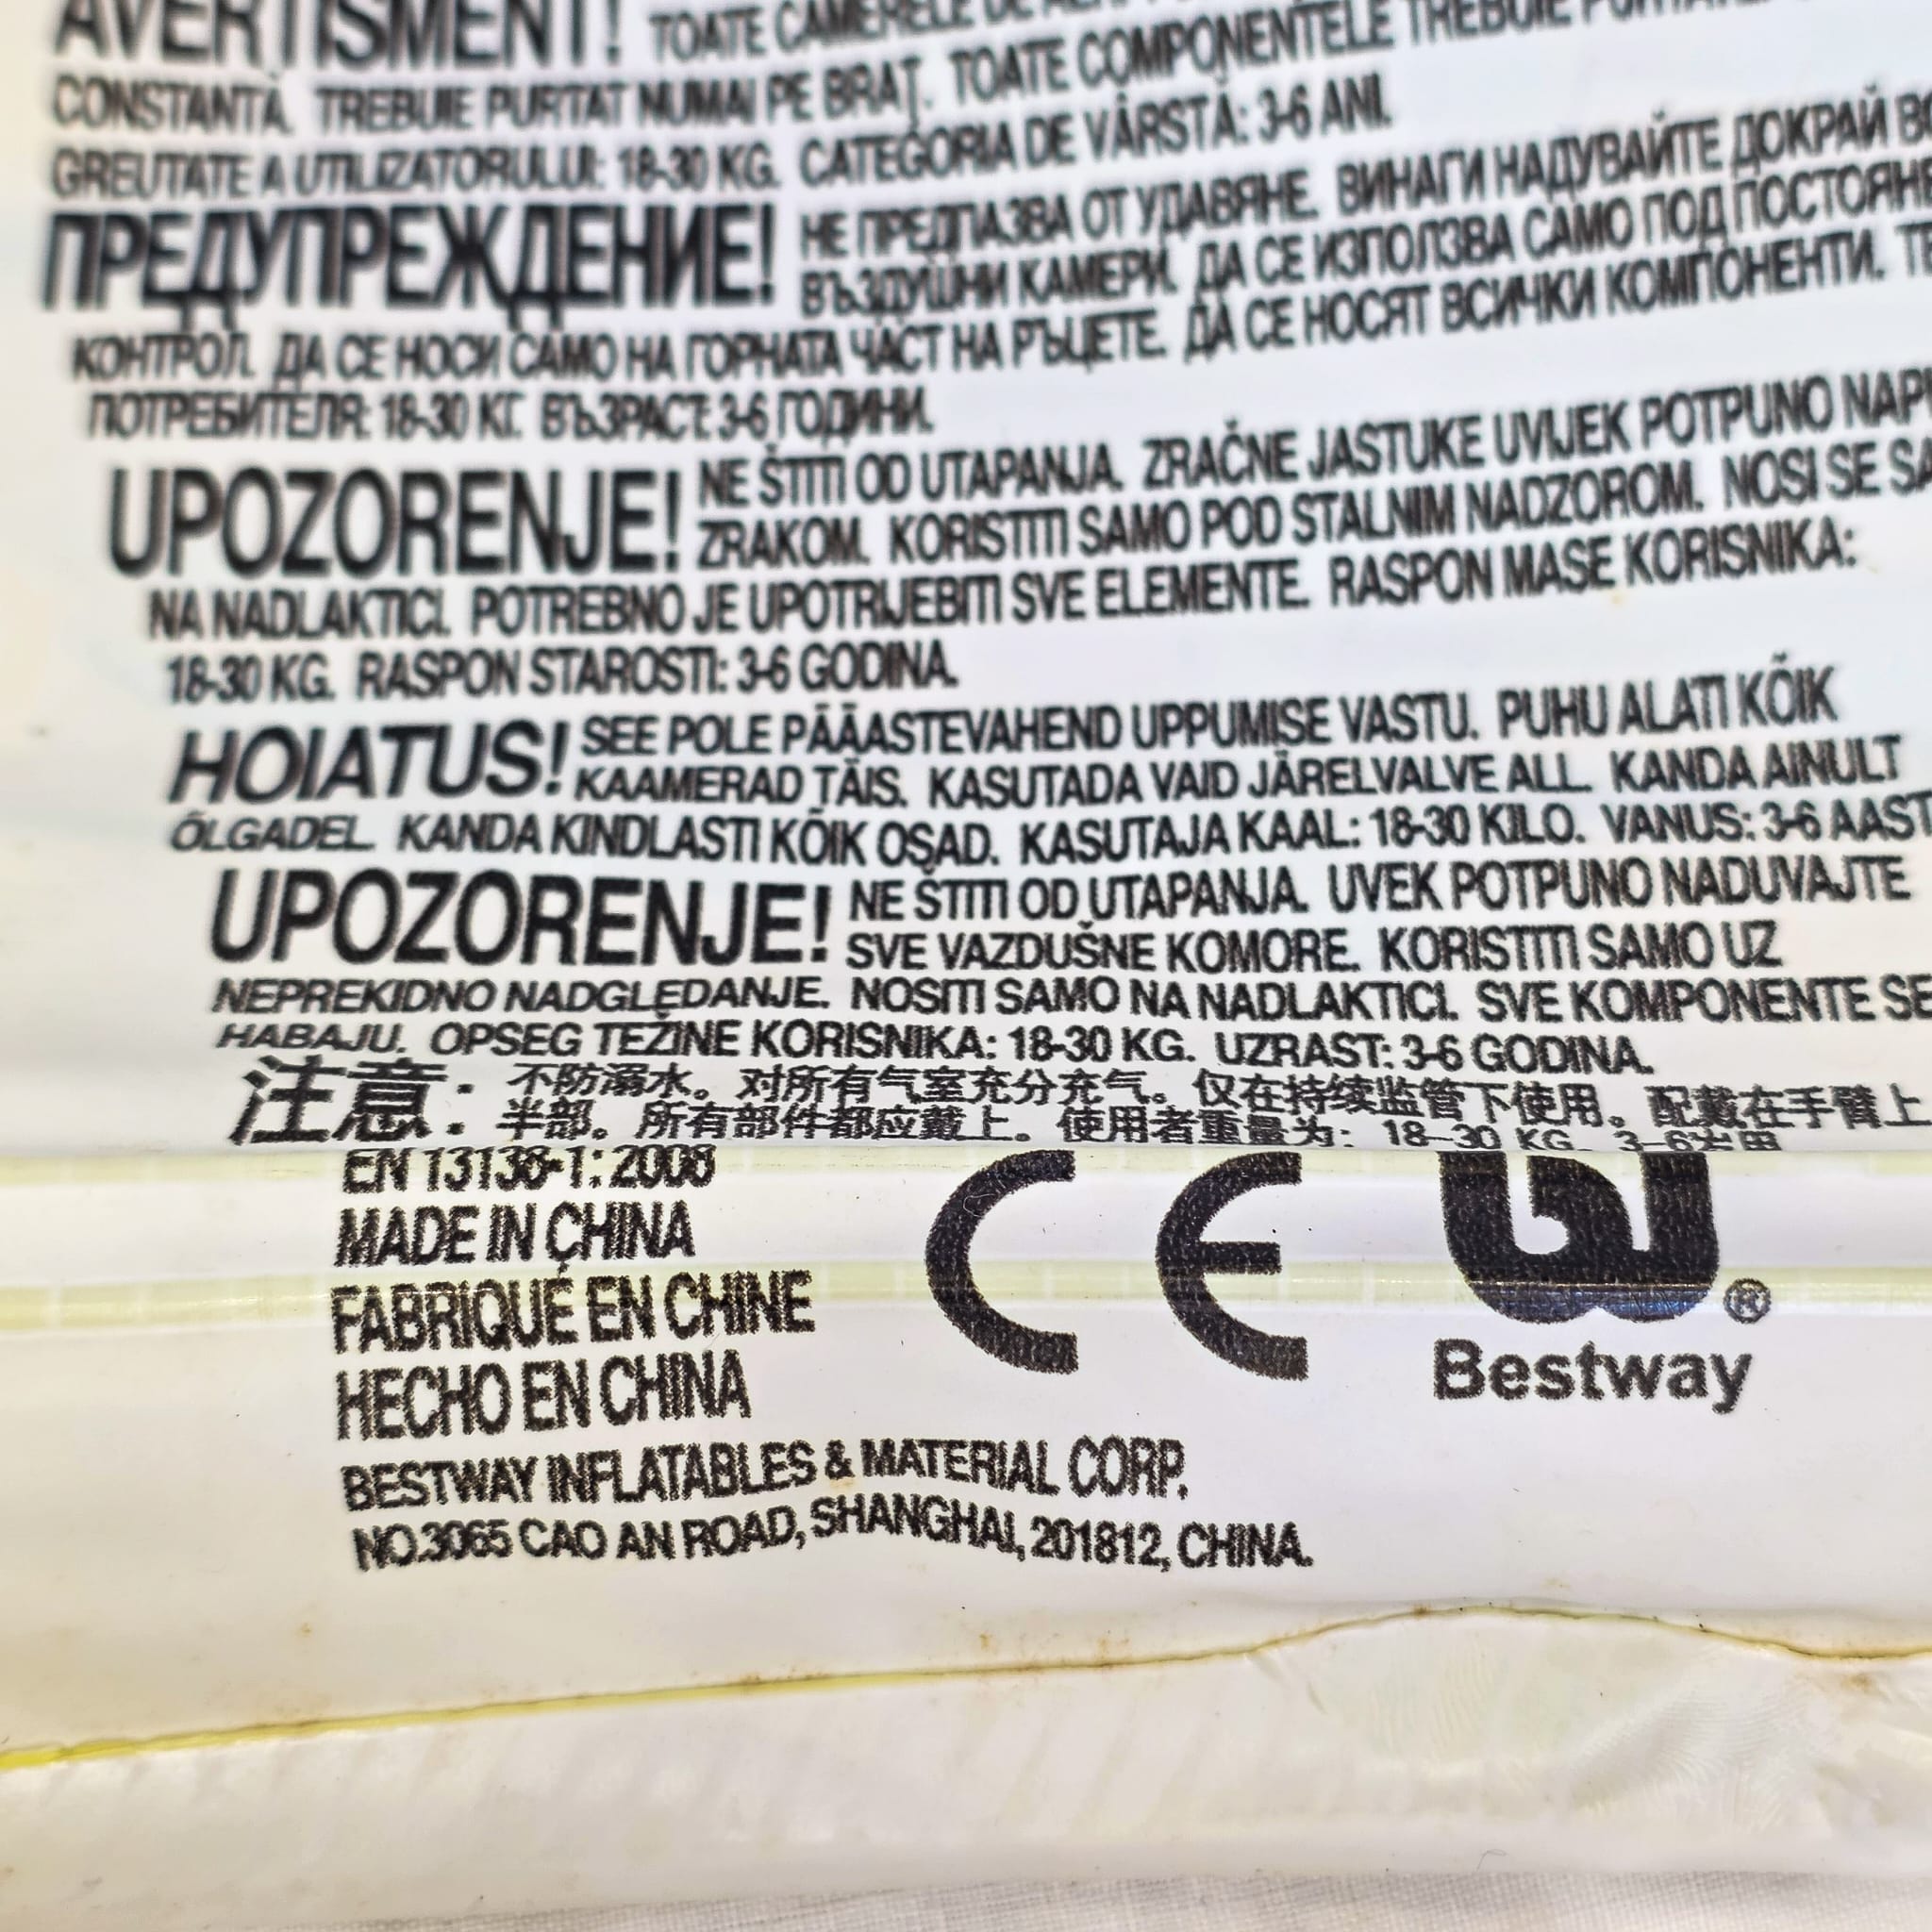 AVERTISMENT! TOATE CAMERELE DE
CONSTANTĂ. TREBUIE PURTAT NUMAI PE BRAȚ. TOATE COMPONENTELE TREBUIE
GREUTATE A UTILIZATORULUI: 18-30 KG. CATEGORIA DE VÂRSTĂ: 3-6 ANI.
ПРЕДУПРЕЖДЕНИЕ! НЕ ПРЕДПАЗВА ОТ УДАВЯНЕ. ВИНАГИ НАДУВАЙТЕ ДОКРАЙ
ВЪЗДУШНИ КАМЕРИ. ДА СЕ ИЗПОЛЗВА САМО ПОД
КОНТРОЛ. ДА СЕ НОСИ САМО НА ГОРНАТА ЧАСТ НА РЪЦЕТЕ. ДА СЕ НОСЯТ ВСИЧКИ КОМПОНЕНТИ.
ПОТРЕБИТЕЛЯ: 18-30 КГ. ВЪЗРАСТ: 3-6 ГОДИНИ.
UPOZORENJE! NE ŠTITI OD UTAPANJA. ZRAČNE JASTUKE UVIJEK POTPUNO
ZRAKOM. KORISTITI SAMO POD STALNIM NADZOROM. NOSI SE
NA NADLAKTICI. POTREBNO JE UPOTRIJEBITI SVE ELEMENTE. RASPON MASE KORISNIKA:
18-30 KG. RASPON STAROSTI: 3-6 GODINA.
HOIATUS! SEE POLE PÄÄASTEVAHEND UPPUMISE VASTU. PUHU ALATI KÕIK
KAAMERAD TÄIS. KASUTADA VAID JÄRELVALVE ALL. KANDA AINULT
ÕLGADEL. KANDA KINDLASTI KÕIK OSAD. KASUTAJA KAAL: 18-30 KILO. VANUS: 3-6 AAST
UPOZORENJE! NE ŠTITI OD UTAPANJA. UVEK POTPUNO NADUVAJTE
SVE VAZDUŠNE KOMORE. KORISTITI SAMO UZ
NEPREKIDNO NADGLEDANJE. NOSITI SAMO NA NADLAKTICI. SVE KOMPONENTE SE
HABAJU. OPSEG TEŽINE KORISNIKA: 18-30 KG. UZRAST: 3-6 GODINA.
注意: 不防溺水。对所有气室充分充气。仅在持续监管下使用。配戴在手臂上
半部。所有部件都应戴上。使用者重量为: 18-30 KG. 3-6岁用
EN 13138-1: 2008
MADE IN CHINA
FABRIQUÉ EN CHINE
HECHO EN CHINA
CE
®
Bestway
BESTWAY INFLATABLES & MATERIAL CORP.
NO.3065 CAO AN ROAD, SHANGHAI, 201812, CHINA.